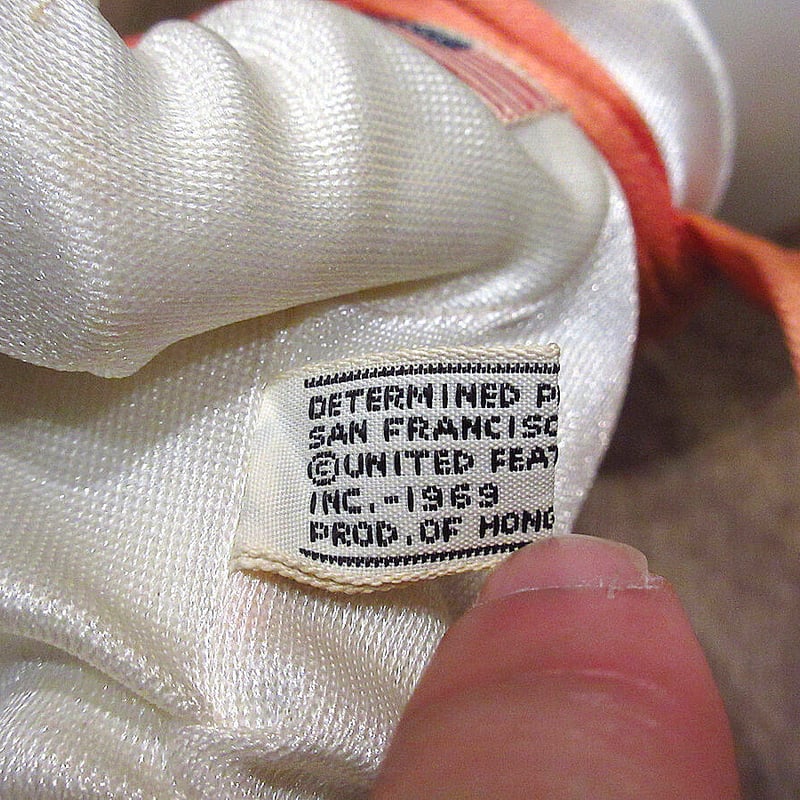 DETERMINED P
SAN FRANCISC
©UNITED FEAT
INC.-1969
PROD.OF HONG